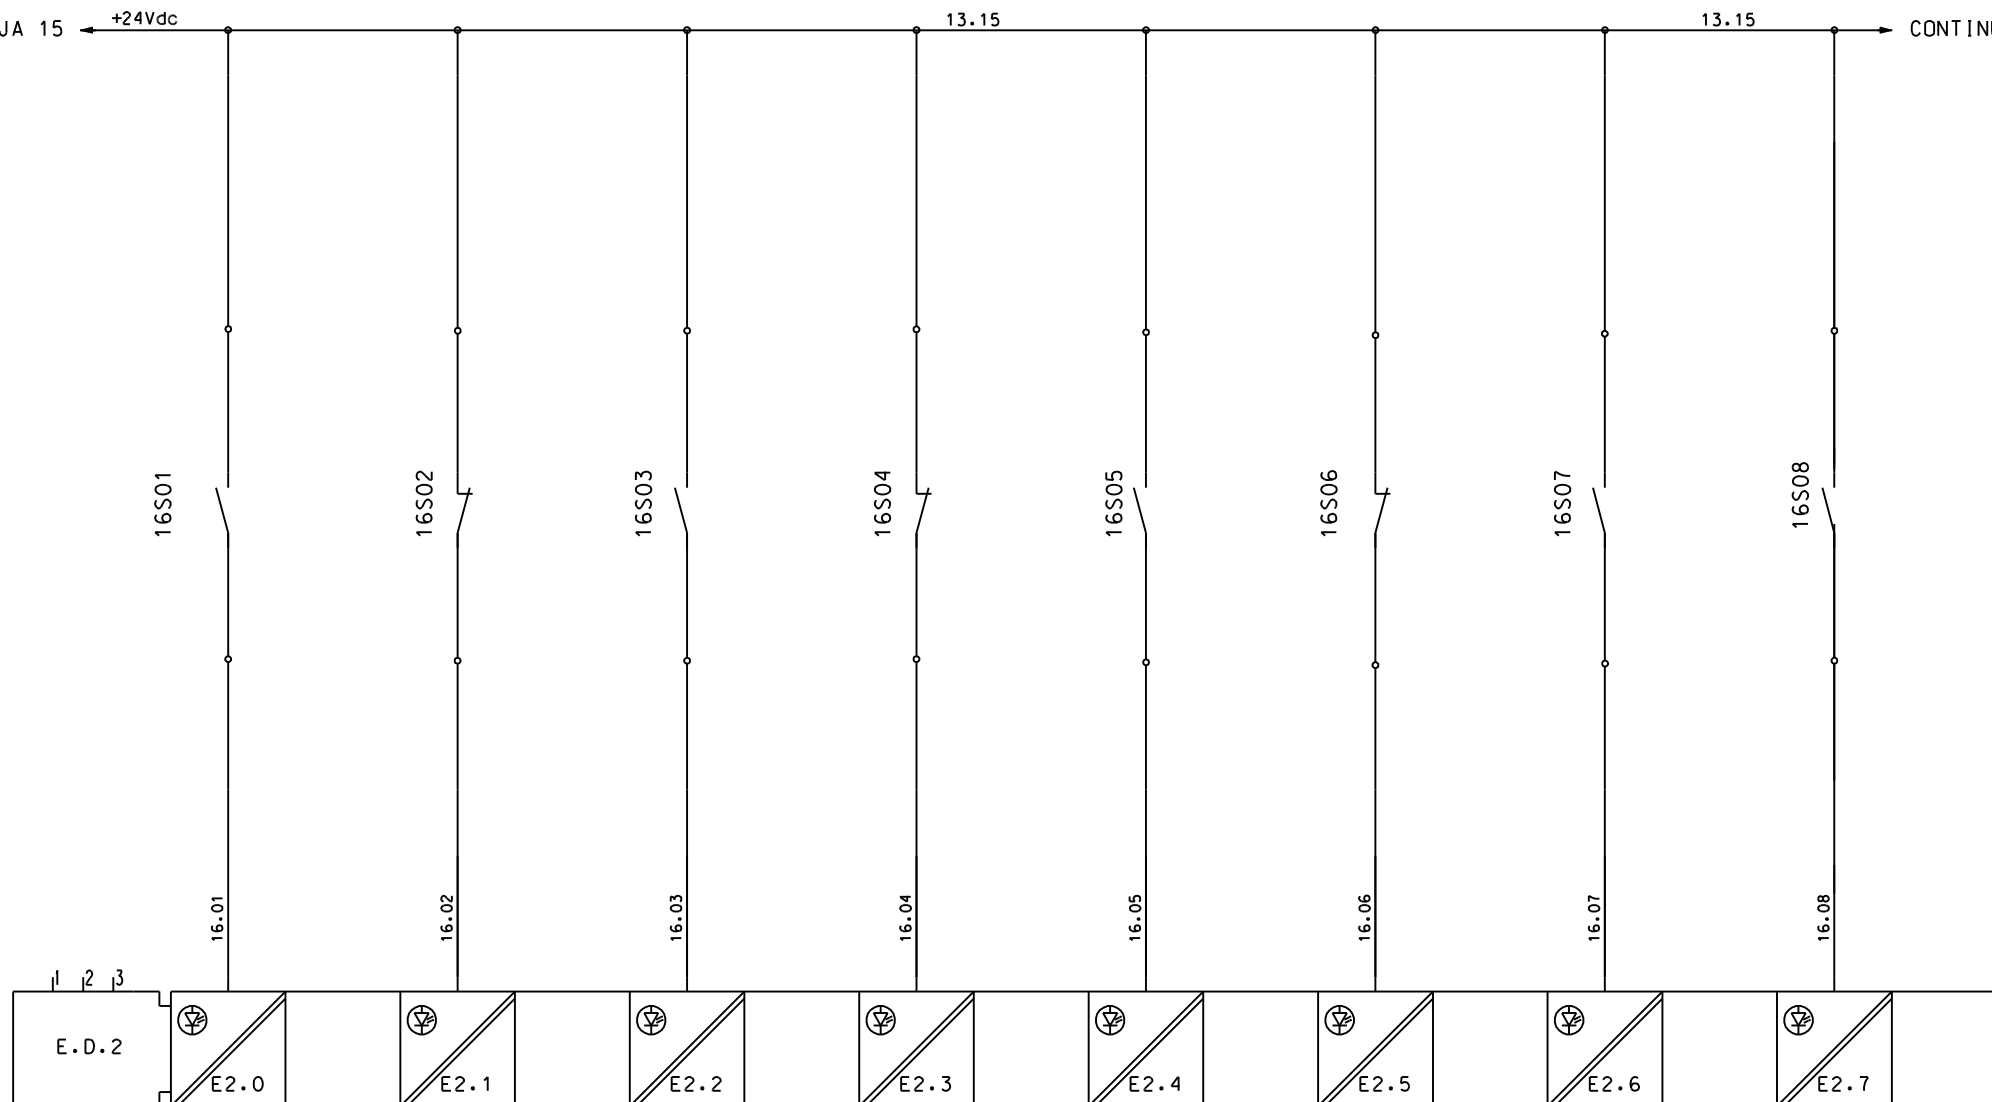 JA 15 +24Vdc 13.15 13.15 CONTINU
16S01 16S02 16S03 16S04 16S05 16S06 16S07 16S08
16.01 16.02 16.03 16.04 16.05 16.06 16.07 16.08
1 2 3
E.D.2
E2.0 E2.1 E2.2 E2.3 E2.4 E2.5 E2.6 E2.7